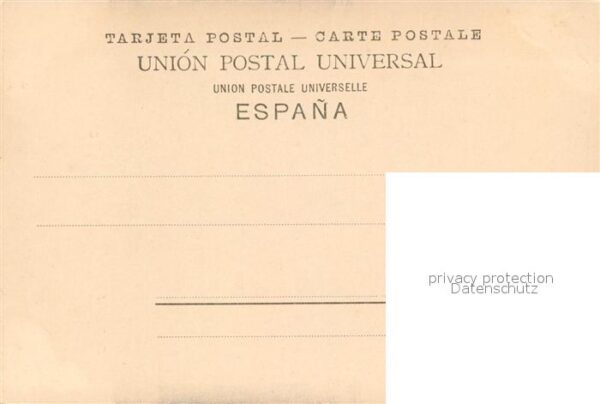 TARJETA POSTAL — CARTE POSTALE
UNIÓN POSTAL UNIVERSAL
UNION POSTALE UNIVERSELLE
ESPAÑA
privacy protection
Datenschutz